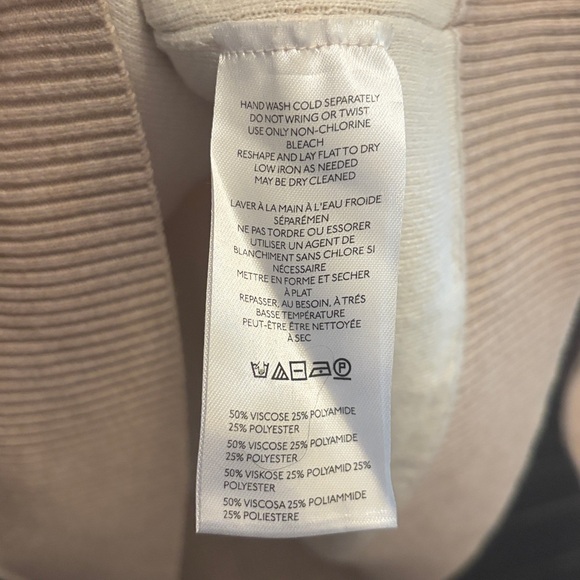 HAND WASH COLD SEPARATELY
DO NOT WRING OR TWIST
USE ONLY NON-CHLORINE
BLEACH
RESHAPE AND LAY FLAT TO DRY
LOW IRON AS NEEDED
MAY BE DRY CLEANED
LAVER À LA MAIN À L'EAU FROIDE
SÉPARÉMEN
NE PAS TORDRE OU ESSORER
UTILISER UN AGENT DE
BLANCHIMENT SANS CHLORE SI
NÉCESSAIRE
METTRE EN FORME ET SECHER
À PLAT
REPASSER, AU BESOIN, À TRÉS
BASSE TEMPÉRATURE
PEUT-ÊTRE ÊTRE NETTOYÉE
À SEC
50% VISCOSE 25% POLYAMIDE
25% POLYESTER
50% VISCOSE 25% POLYAMIDE
25% POLYESTER
50% VISKOSE 25% POLYAMID 25%
POLYESTER
50% VISCOSA 25% POLIAMMIDE
25% POLIESTERE